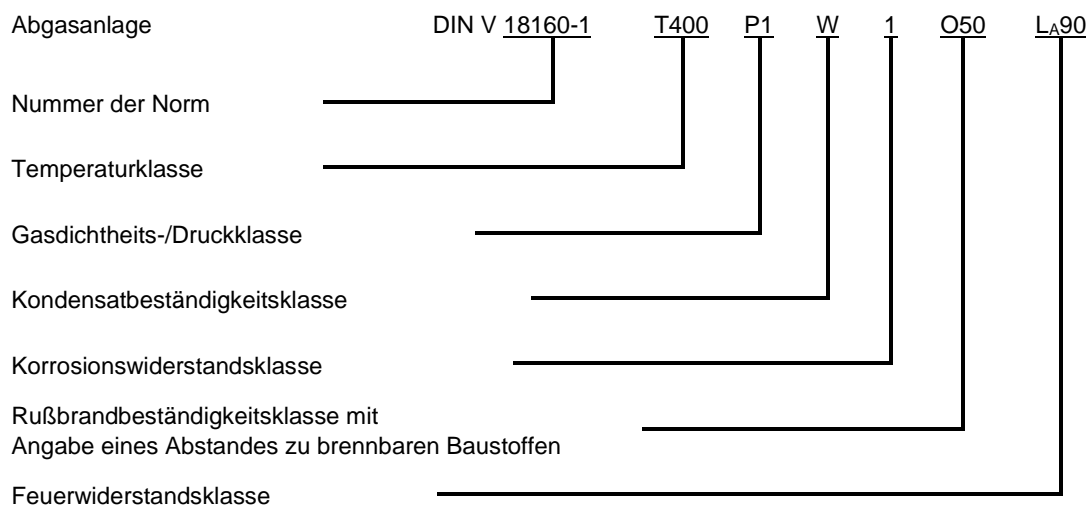 Abgasanlage DIN V 18160-1 T400 P1 W 1 O50 LA90
Nummer der Norm
Temperaturklasse
Gasdichtheits-/Druckklasse
Kondensatbeständigkeitsklasse
Korrosionswiderstandsklasse
Rußbrandbeständigkeitsklasse mit
Angabe eines Abstandes zu brennbaren Baustoffen
Feuerwiderstandsklasse